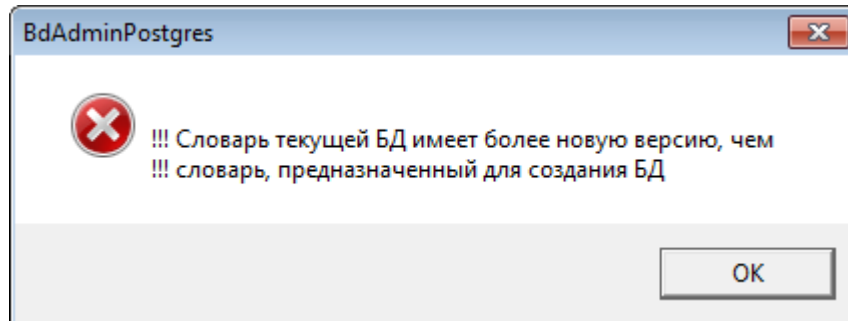 BdAdminPostgres
!!! Словарь текущей БД имеет более новую версию, чем
!!! словарь, предназначенный для создания БД
OK